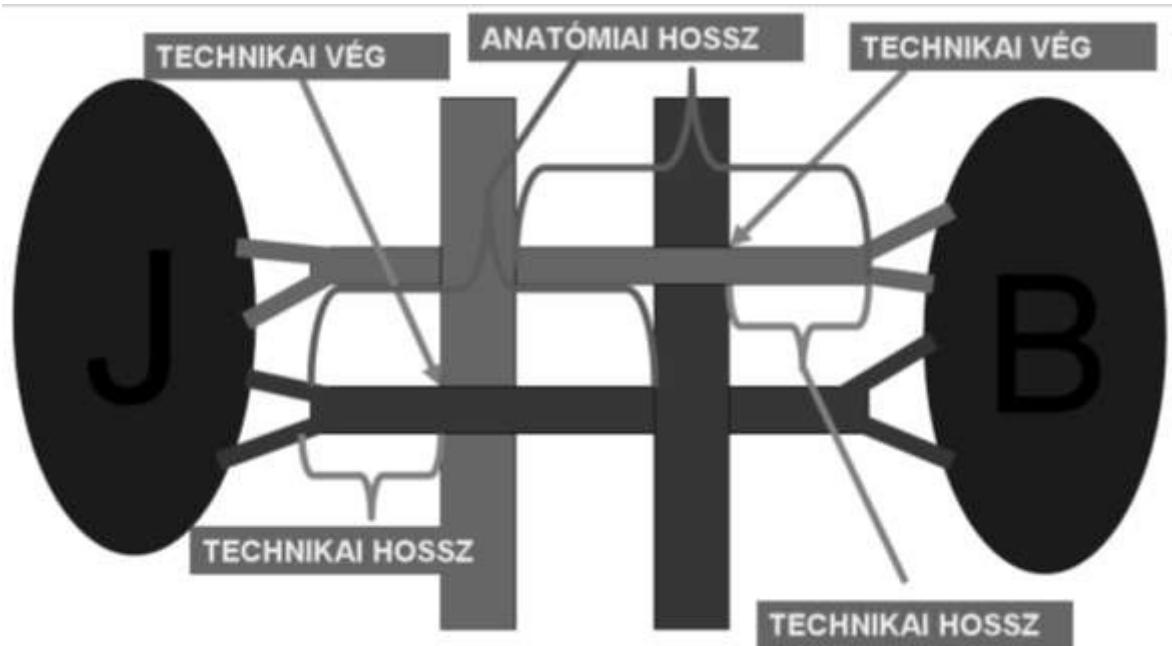 TECHNIKAI VÉG
ANATÓMIAI HOSSZ
TECHNIKAI VÉG
J
B
TECHNIKAI HOSSZ
TECHNIKAI HOSSZ